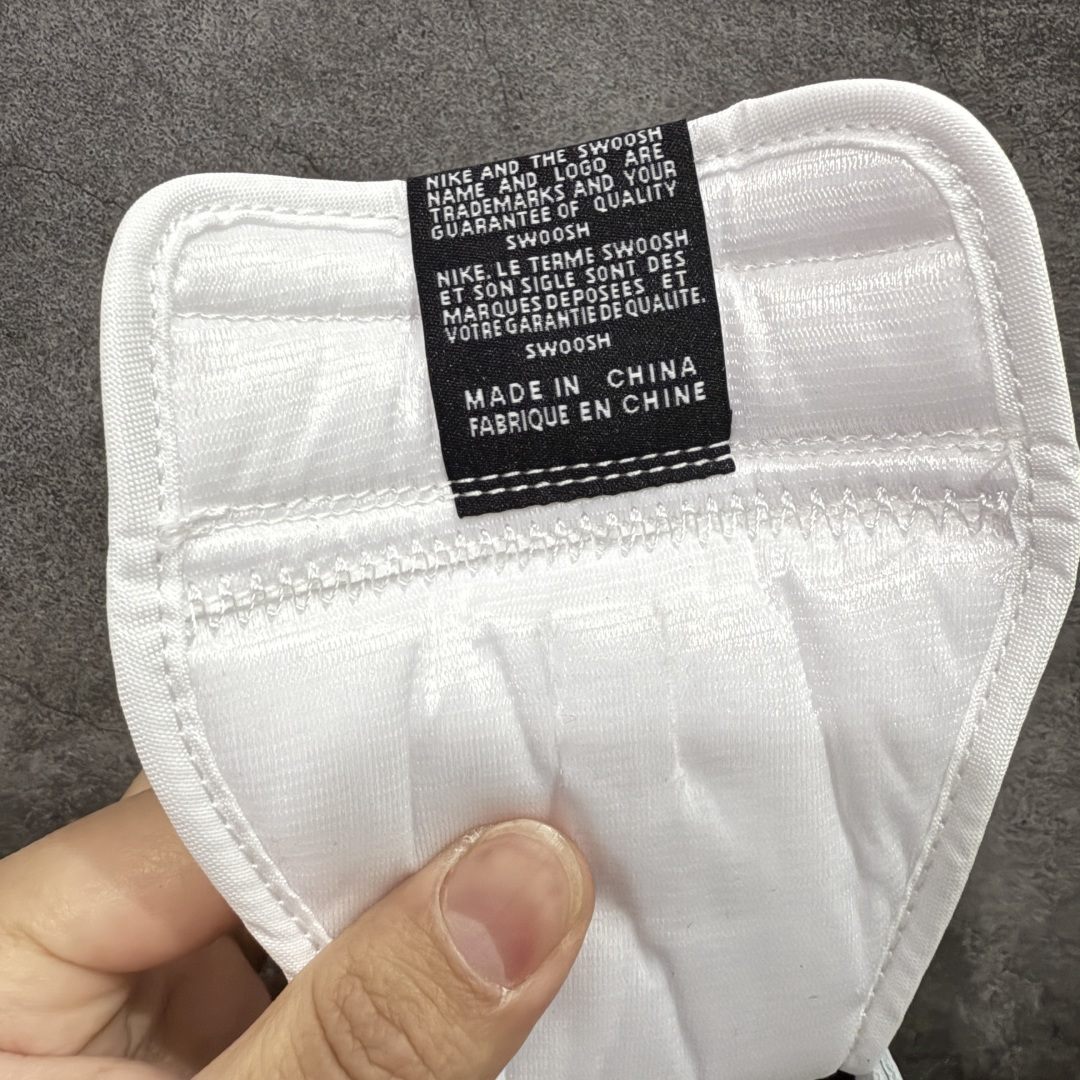 NIKE AND THE SWOOSH
NAME AND LOGO ARE
TRADEMARKS AND YOUR
GUARANTEE OF QUALITY
SWOOSH
NIKE. LE TERME SWOOSH
ET SON SIGLE SONT DES
MARQUES DEPOSEES ET
VOTRE GARANTIE DE QUALITE.
SWOOSH
MADE IN CHINA
FABRIQUE EN CHINE